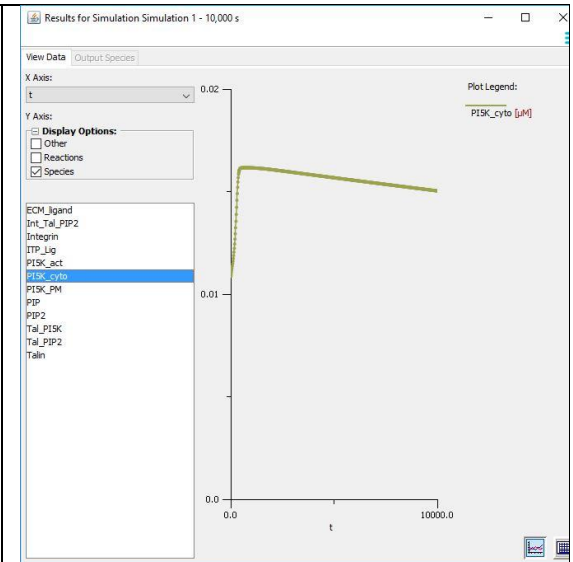 Results for Simulation Simulation 1 - 10,000 s
View Data Output Species
X Axis:
t
Y Axis:
Display Options:
Other
Reactions
Species
ECM_ligand
Int_Tal_PIP2
Integrin
ITP_Lig
PI5K_act
PI5K_cyto
PI5K_PM
PIP
PIP2
Tal_PI5K
Tal_PIP2
Talin
0.02
0.01
0.0
0.0
10000.0
t
Plot Legend:
PI5K_cyto [µM]